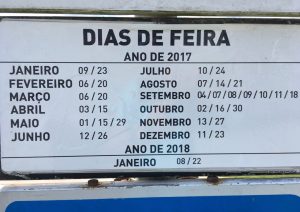 DIAS DE FEIRA
ANO DE 2017
JANEIRO 09 / 23 JULHO 10 / 24
FEVEREIRO 06 / 20 AGOSTO 07 / 14 / 21
MARÇO 06 / 20 SETEMBRO 04 / 07 / 08 / 09 / 10 / 11 / 18
ABRIL 03 / 15 OUTUBRO 02 / 16 / 30
MAIO 01 / 15 / 29 NOVEMBRO 13 / 27
JUNHO 12 / 26 DEZEMBRO 11 / 23
ANO DE 2018
JANEIRO 08 / 22